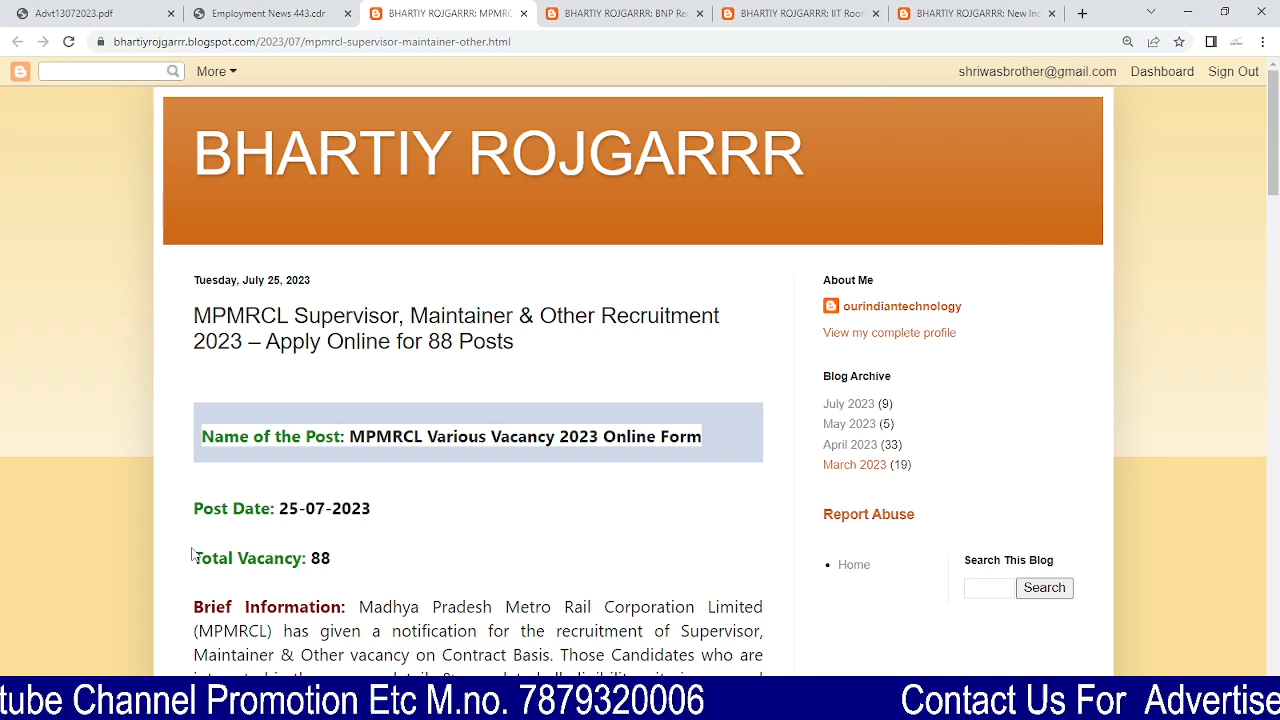 Advt13072023.pdf
Employment News 443.cdr
BHARTIY ROJGARRR: MPMRC
BHARTIY ROJGARRR: BNP Rec
BHARTIY ROJGARRR: IIT Roor
BHARTIY ROJGARRR: New Inc
bhartiyrojgarrr.blogspot.com/2023/07/mpmrcl-supervisor-maintainer-other.html
More
shriwasbrother@gmail.com Dashboard Sign Out
BHARTIY ROJGARRR
Tuesday, July 25, 2023
MPMRCL Supervisor, Maintainer & Other Recruitment
2023 – Apply Online for 88 Posts
Name of the Post: MPMRCL Various Vacancy 2023 Online Form
Post Date: 25-07-2023
Total Vacancy: 88
Brief Information: Madhya Pradesh Metro Rail Corporation Limited
(MPMRCL) has given a notification for the recruitment of Supervisor,
Maintainer & Other vacancy on Contract Basis. Those Candidates who are
About Me
ourindiantechnology
View my complete profile
Blog Archive
July 2023 (9)
May 2023 (5)
April 2023 (33)
March 2023 (19)
Report Abuse
Home
Search This Blog
Search
tube Channel Promotion Etc M.no. 7879320006
Contact Us For Advertise